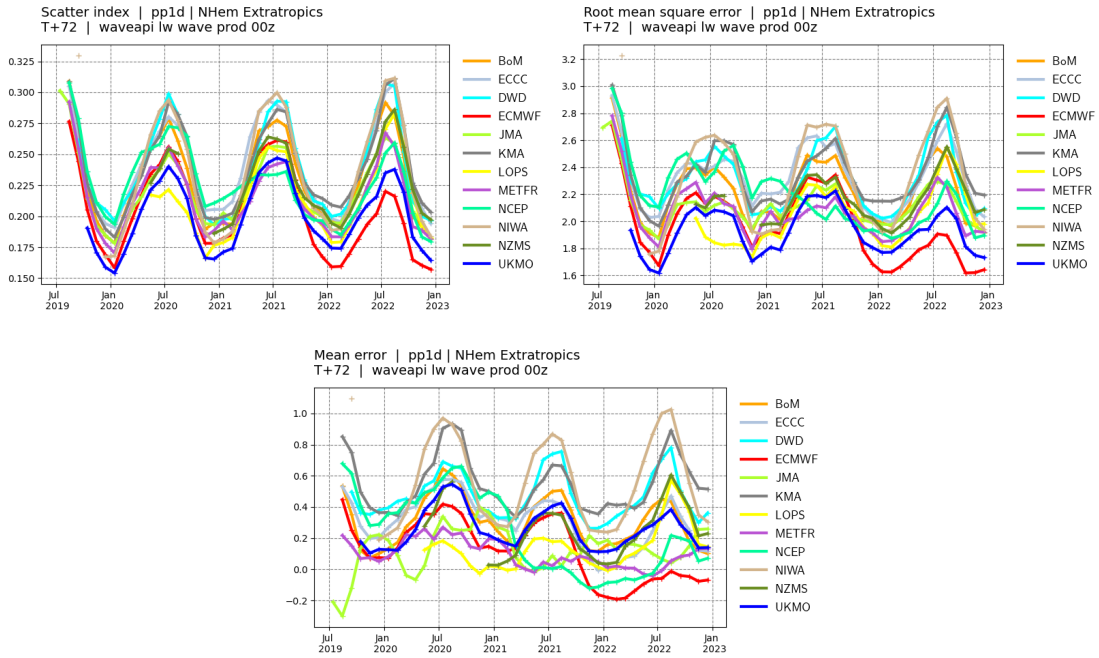 Scatter index | pp1d | NHem Extratropics
T+72 | waveapi lw wave prod 00z
0.325
0.300
0.275
0.250
0.225
0.200
0.175
0.150
Jul 2019
Jan 2020
Jul 2020
Jan 2021
Jul 2021
Jan 2022
Jul 2022
Jan 2023
BoM
ECCC
DWD
ECMWF
JMA
KMA
LOPS
METFR
NCEP
NIWA
NZMS
UKMO
Root mean square error | pp1d | NHem Extratropics
T+72 | waveapi lw wave prod 00z
3.2
3.0
2.8
2.6
2.4
2.2
2.0
1.8
1.6
Jul 2019
Jan 2020
Jul 2020
Jan 2021
Jul 2021
Jan 2022
Jul 2022
Jan 2023
BoM
ECCC
DWD
ECMWF
JMA
KMA
LOPS
METFR
NCEP
NIWA
NZMS
UKMO
Mean error | pp1d | NHem Extratropics
T+72 | waveapi lw wave prod 00z
1.0
0.8
0.6
0.4
0.2
0.0
−0.2
Jul 2019
Jan 2020
Jul 2020
Jan 2021
Jul 2021
Jan 2022
Jul 2022
Jan 2023
BoM
ECCC
DWD
ECMWF
JMA
KMA
LOPS
METFR
NCEP
NIWA
NZMS
UKMO